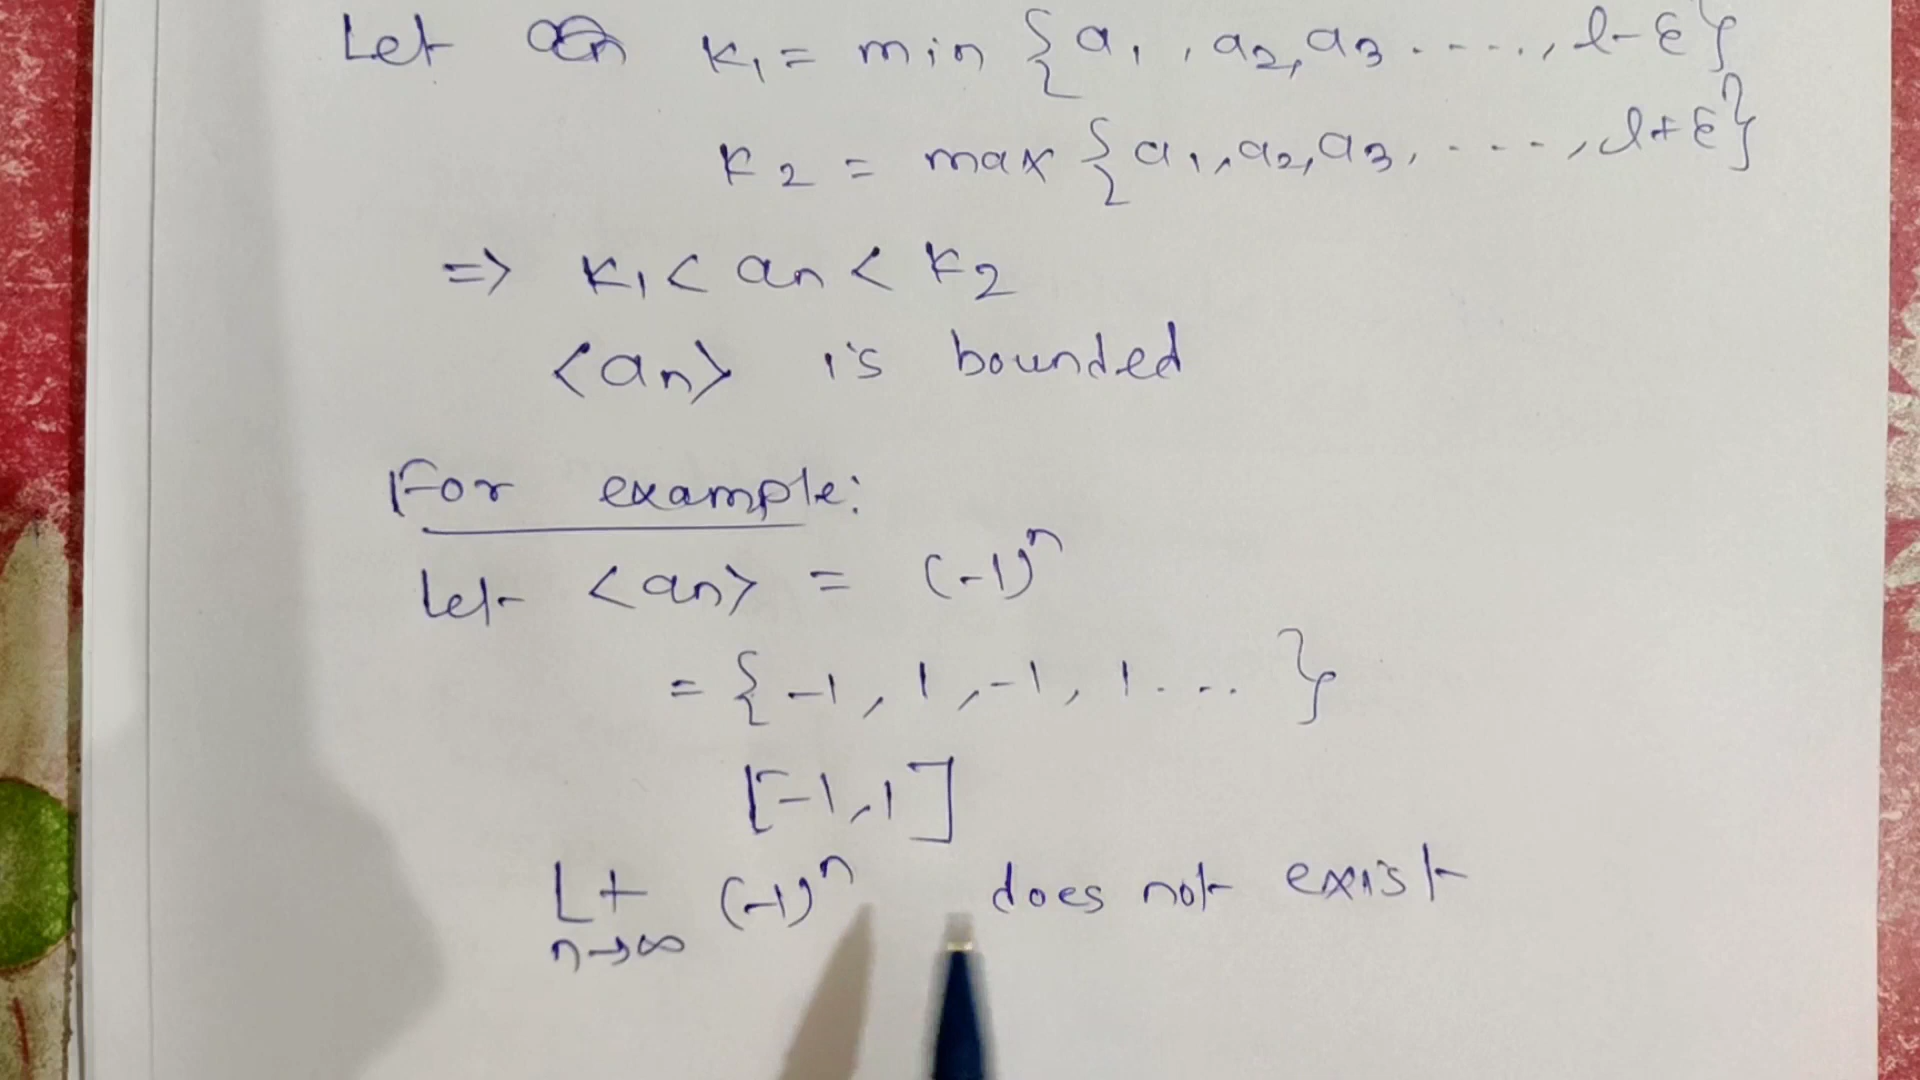 Let K₁ = min {a₁, a₂, a₃ ....., l-ε}
K₂ = max {a₁, a₂, a₃, ...., l+ε}
=> K₁ < an < K₂
<an> is bounded
For example:
Let <an> = (-1)ⁿ
= {-1, 1, -1, 1.... }
[-1, 1]
Lt (-1)ⁿ does not exist
n→∞